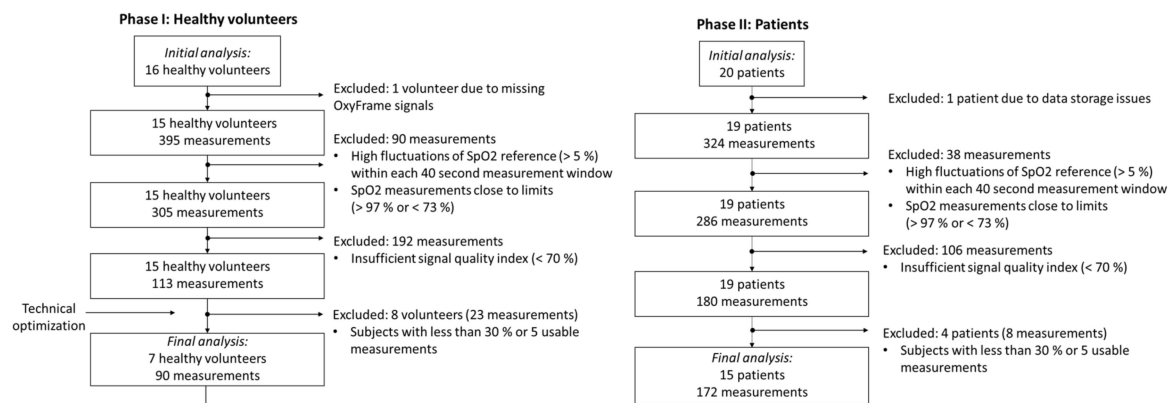 Phase I: Healthy volunteers
Initial analysis:
16 healthy volunteers
Excluded: 1 volunteer due to missing
OxyFrame signals
15 healthy volunteers
395 measurements
Excluded: 90 measurements
• High fluctuations of SpO2 reference (> 5 %)
within each 40 second measurement window
• SpO2 measurements close to limits
(> 97 % or < 73 %)
15 healthy volunteers
305 measurements
Excluded: 192 measurements
• Insufficient signal quality index (< 70 %)
15 healthy volunteers
113 measurements
Technical
optimization
Excluded: 8 volunteers (23 measurements)
• Subjects with less than 30 % or 5 usable
measurements
Final analysis:
7 healthy volunteers
90 measurements
Phase II: Patients
Initial analysis:
20 patients
Excluded: 1 patient due to data storage issues
19 patients
324 measurements
Excluded: 38 measurements
• High fluctuations of SpO2 reference (> 5 %)
within each 40 second measurement window
• SpO2 measurements close to limits
(> 97 % or < 73 %)
19 patients
286 measurements
Excluded: 106 measurements
• Insufficient signal quality index (< 70 %)
19 patients
180 measurements
Excluded: 4 patients (8 measurements)
• Subjects with less than 30 % or 5 usable
measurements
Final analysis:
15 patients
172 measurements